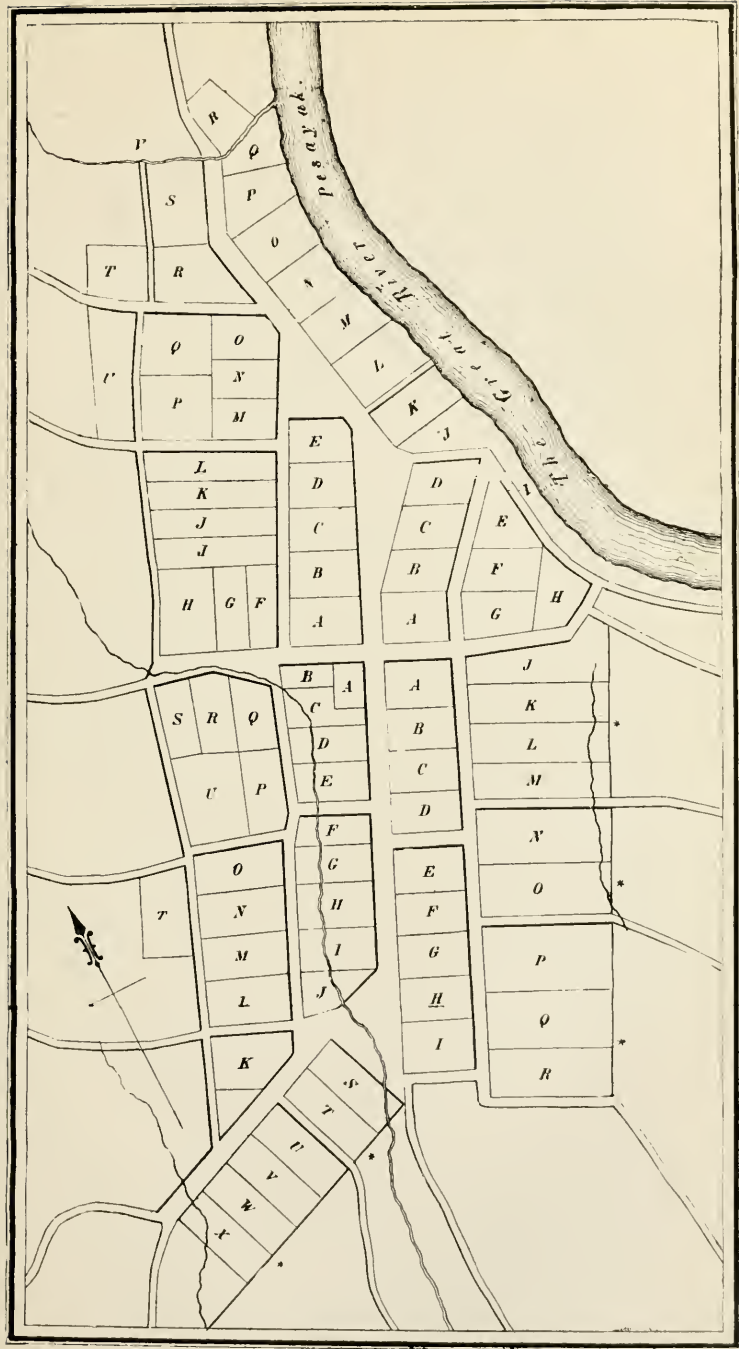 The Great River Pesayak.
R
V
Q
S
P
T
R
O
N
Q
O
M
U
N
L
P
M
K
J
E
L
D
D
K
I
C
C
E
J
I
B
B
F
H
G
F
A
A
G
H
B
A
A
J
C
K
S
R
Q
B
D
L
*
C
U
P
E
M
D
F
N
O
G
E
*
T
N
H
F
O
M
I
G
P
L
J
H
Q
K
I
*
S
R
T
U
*
V
W
X
*